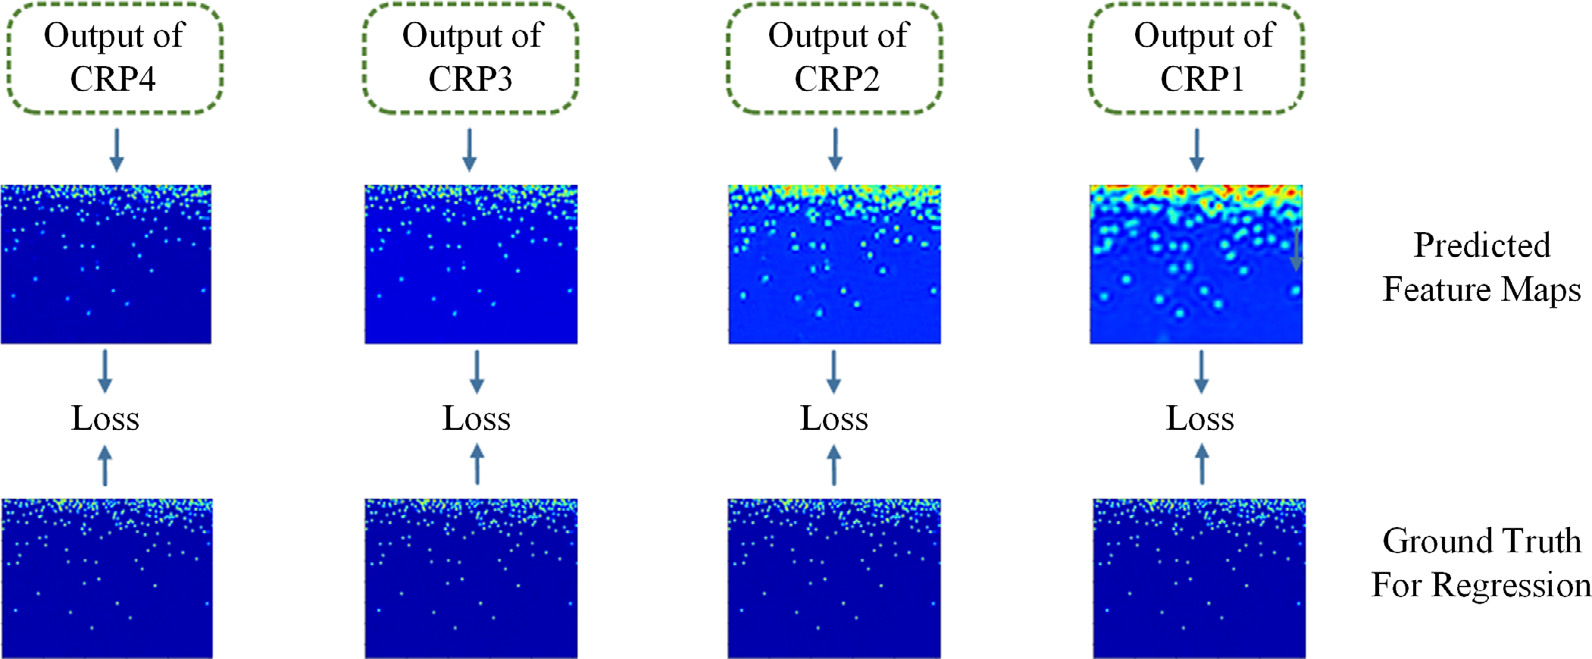 Output of
CRP4
Output of
CRP3
Output of
CRP2
Output of
CRP1
Predicted
Feature Maps
Loss
Loss
Loss
Loss
Ground Truth
For Regression